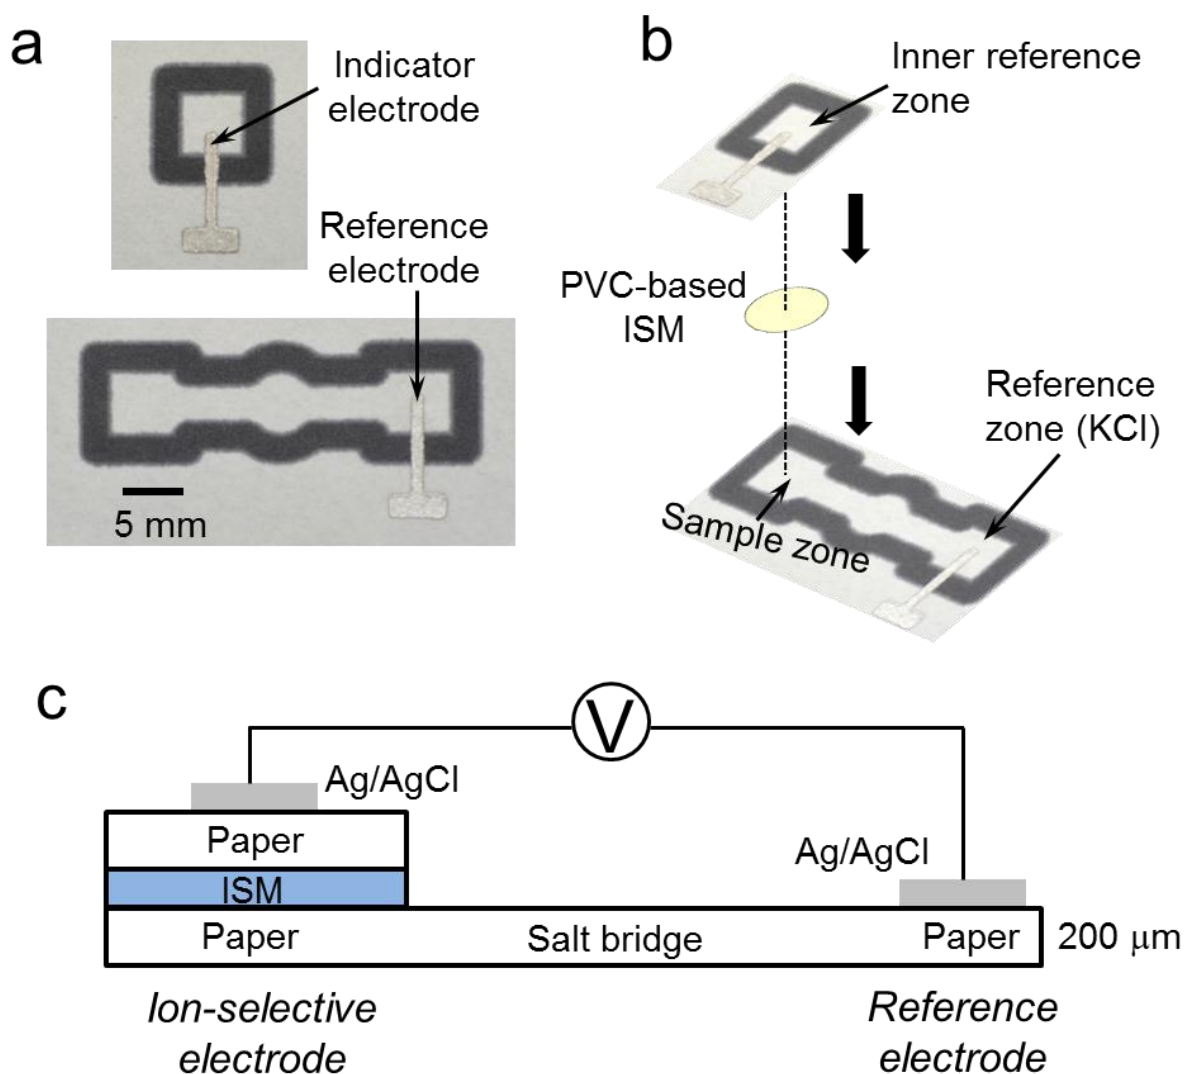 a
Indicator
electrode
Reference
electrode
5 mm
b
Inner reference
zone
PVC-based
ISM
Reference
zone (KCl)
Sample zone
c
V
Ag/AgCl
Paper
ISM
Paper
Salt bridge
Ag/AgCl
Paper
200 μm
Ion-selective
electrode
Reference
electrode